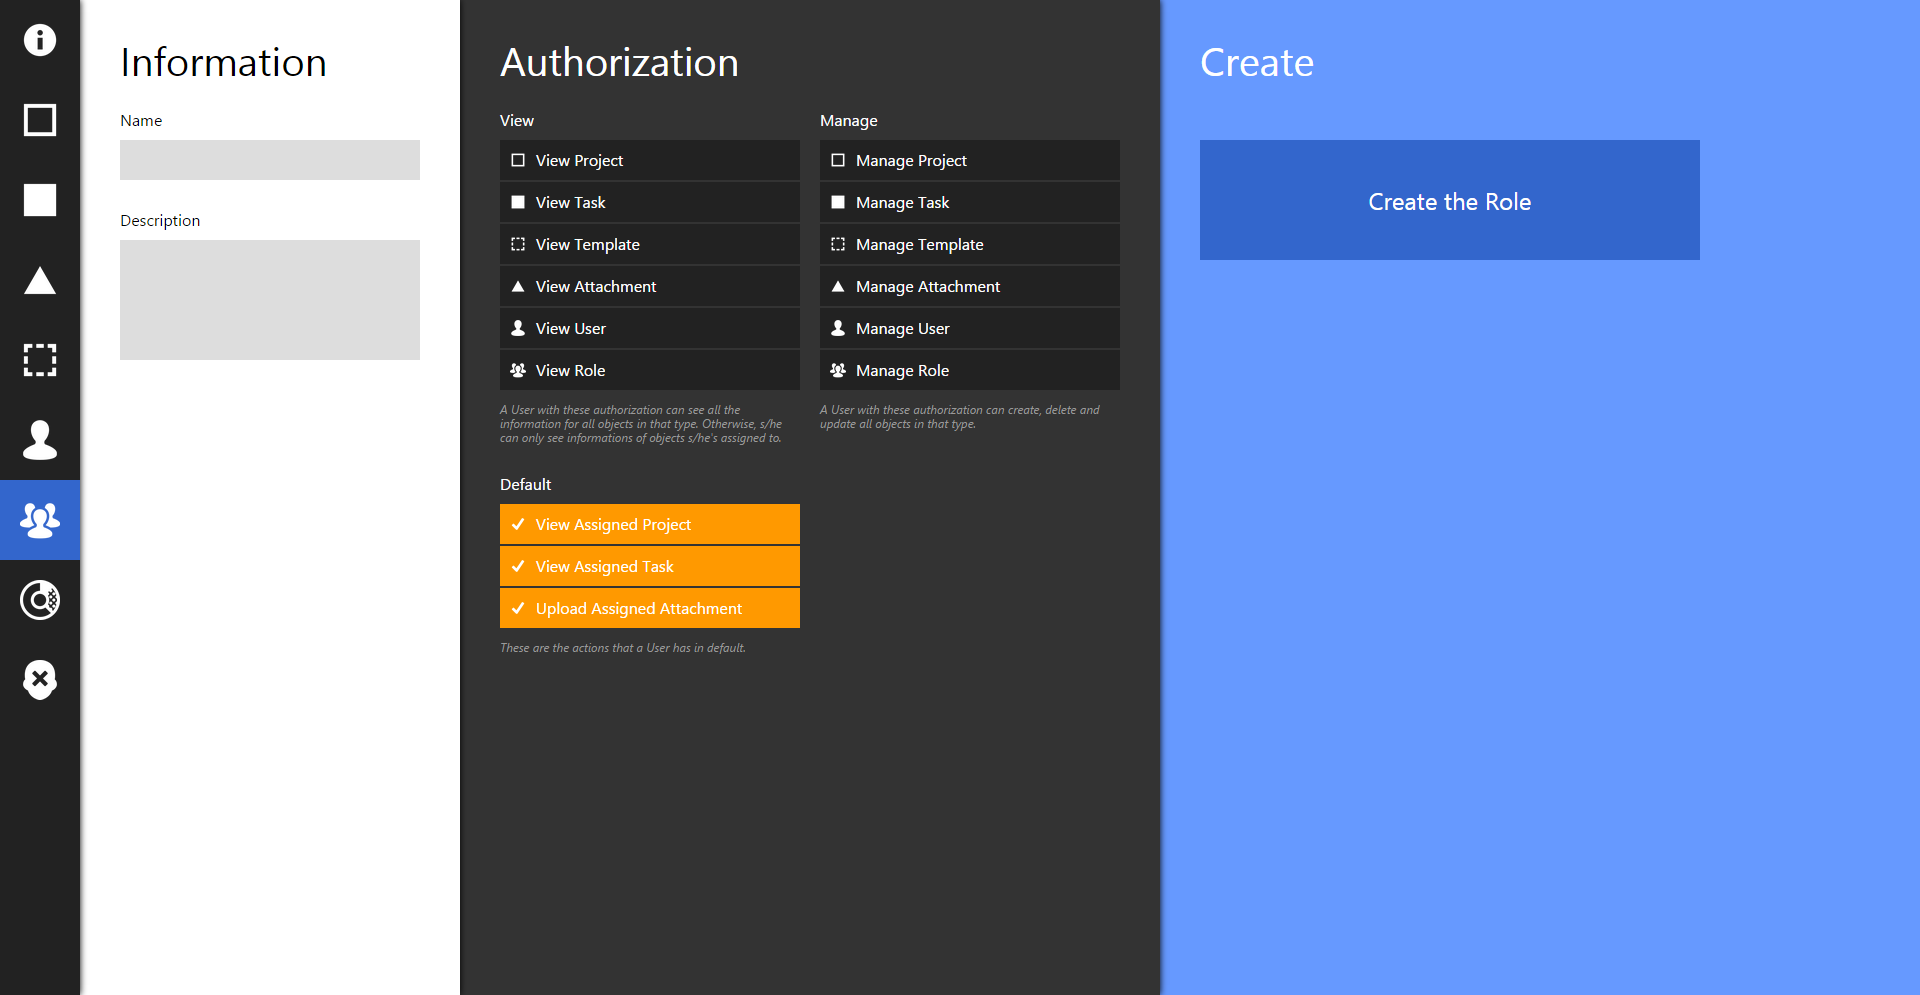 Information
Name
Description
Authorization
View
View Project
View Task
View Template
View Attachment
View User
View Role
A User with these authorization can see all the
information for all objects in that type. Otherwise, s/he
can only see informations of objects s/he's assigned to.
Manage
Manage Project
Manage Task
Manage Template
Manage Attachment
Manage User
Manage Role
A User with these authorization can create, delete and
update all objects in that type.
Default
View Assigned Project
View Assigned Task
Upload Assigned Attachment
These are the actions that a User has in default.
Create
Create the Role